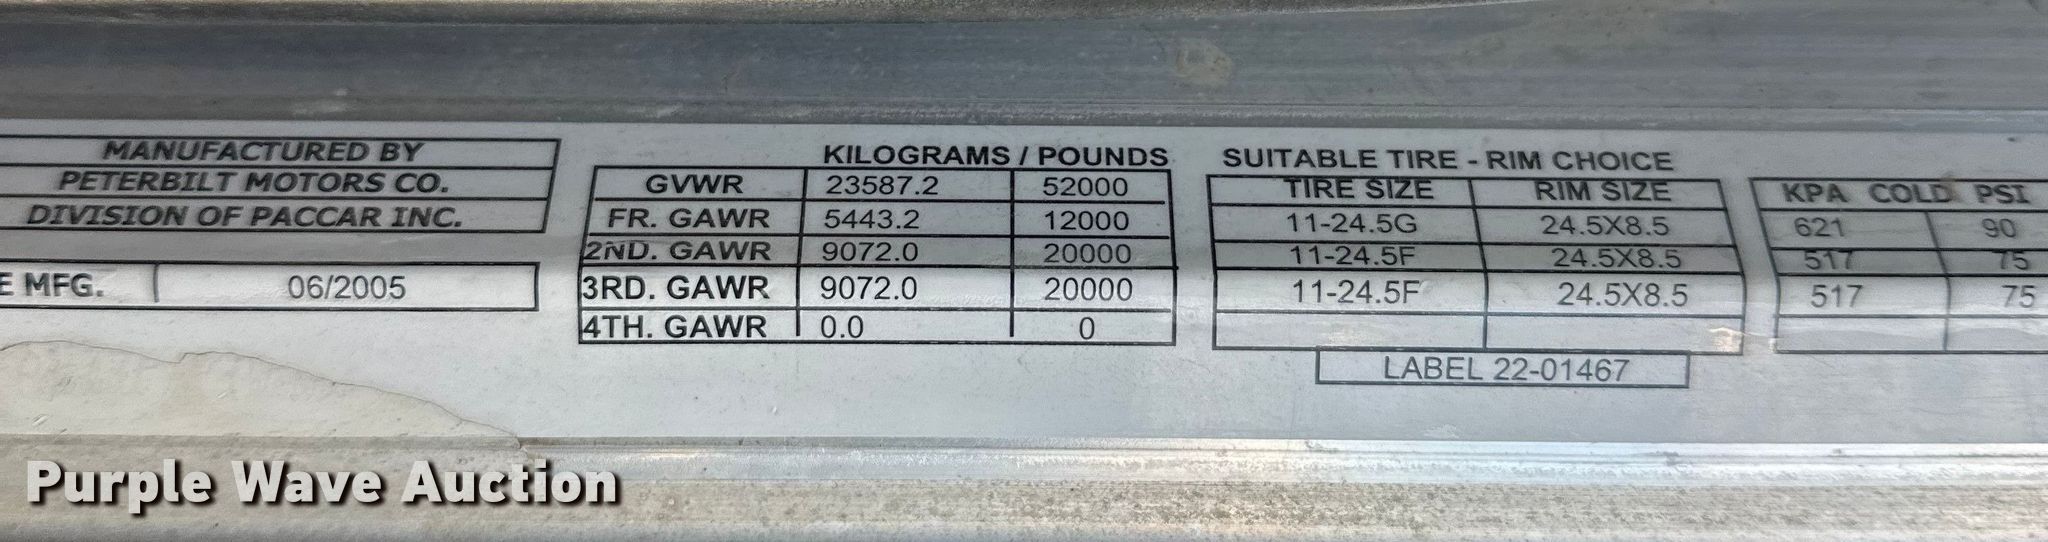 MANUFACTURED BY
PETERBILT MOTORS CO.
DIVISION OF PACCAR INC.
E MFG. 06/2005
KILOGRAMS / POUNDS
GVWR 23587.2 52000
FR. GAWR 5443.2 12000
2ND. GAWR 9072.0 20000
3RD. GAWR 9072.0 20000
4TH. GAWR 0.0 0
SUITABLE TIRE - RIM CHOICE
TIRE SIZE RIM SIZE
11-24.5G 24.5X8.5
11-24.5F 24.5X8.5
11-24.5F 24.5X8.5
LABEL 22-01467
KPA COLD PSI
621 90
517 75
517 75
Purple Wave Auction